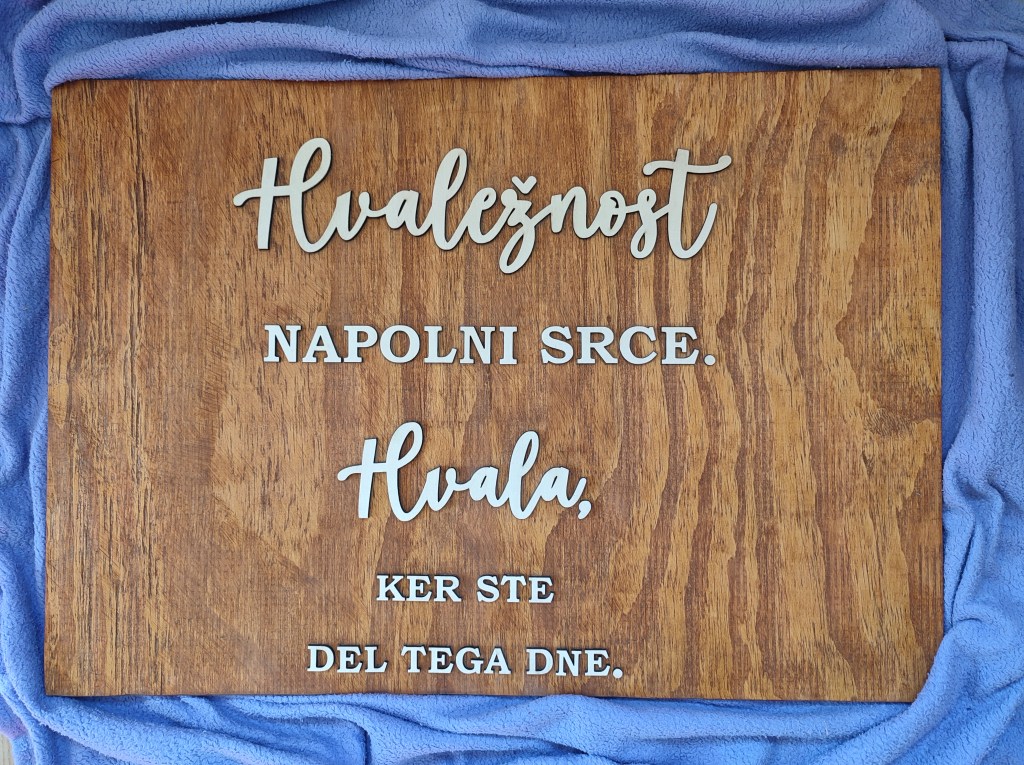 Hvaležnost
NAPOLNI SRCE.
Hvala,
KER STE
DEL TEGA DNE.